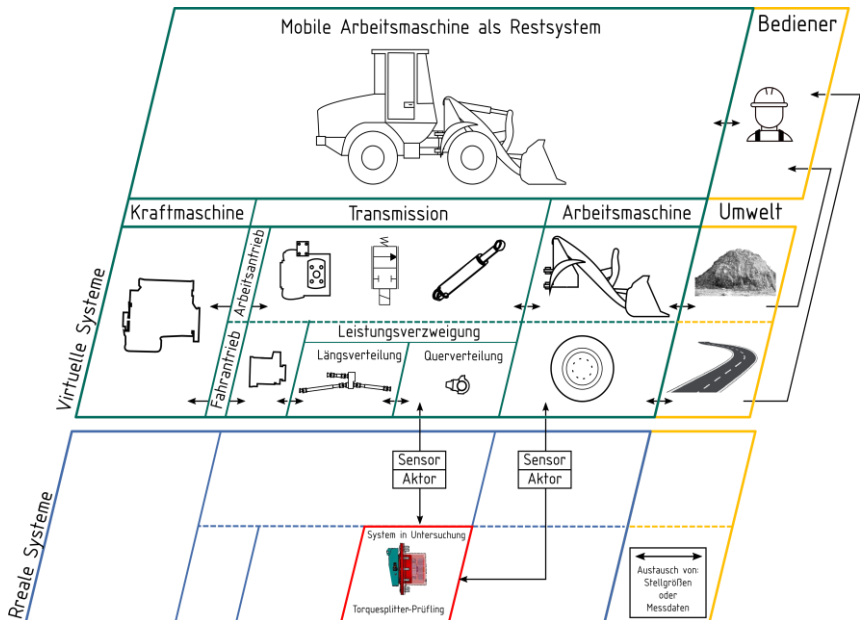 Mobile Arbeitsmaschine als Restsystem
Bediener
Kraftmaschine
Transmission
Arbeitsmaschine
Umwelt
Virtuelle Systeme
Arbeitsantrieb
Fahrantrieb
Leistungsverzweigung
Längsverteilung
Querverteilung
Sensor
Aktor
Sensor
Aktor
Rreale Systeme
System in Untersuchung
Torquesplitter-Prüfling
Austausch von:
Stellgrößen
oder
Messdaten